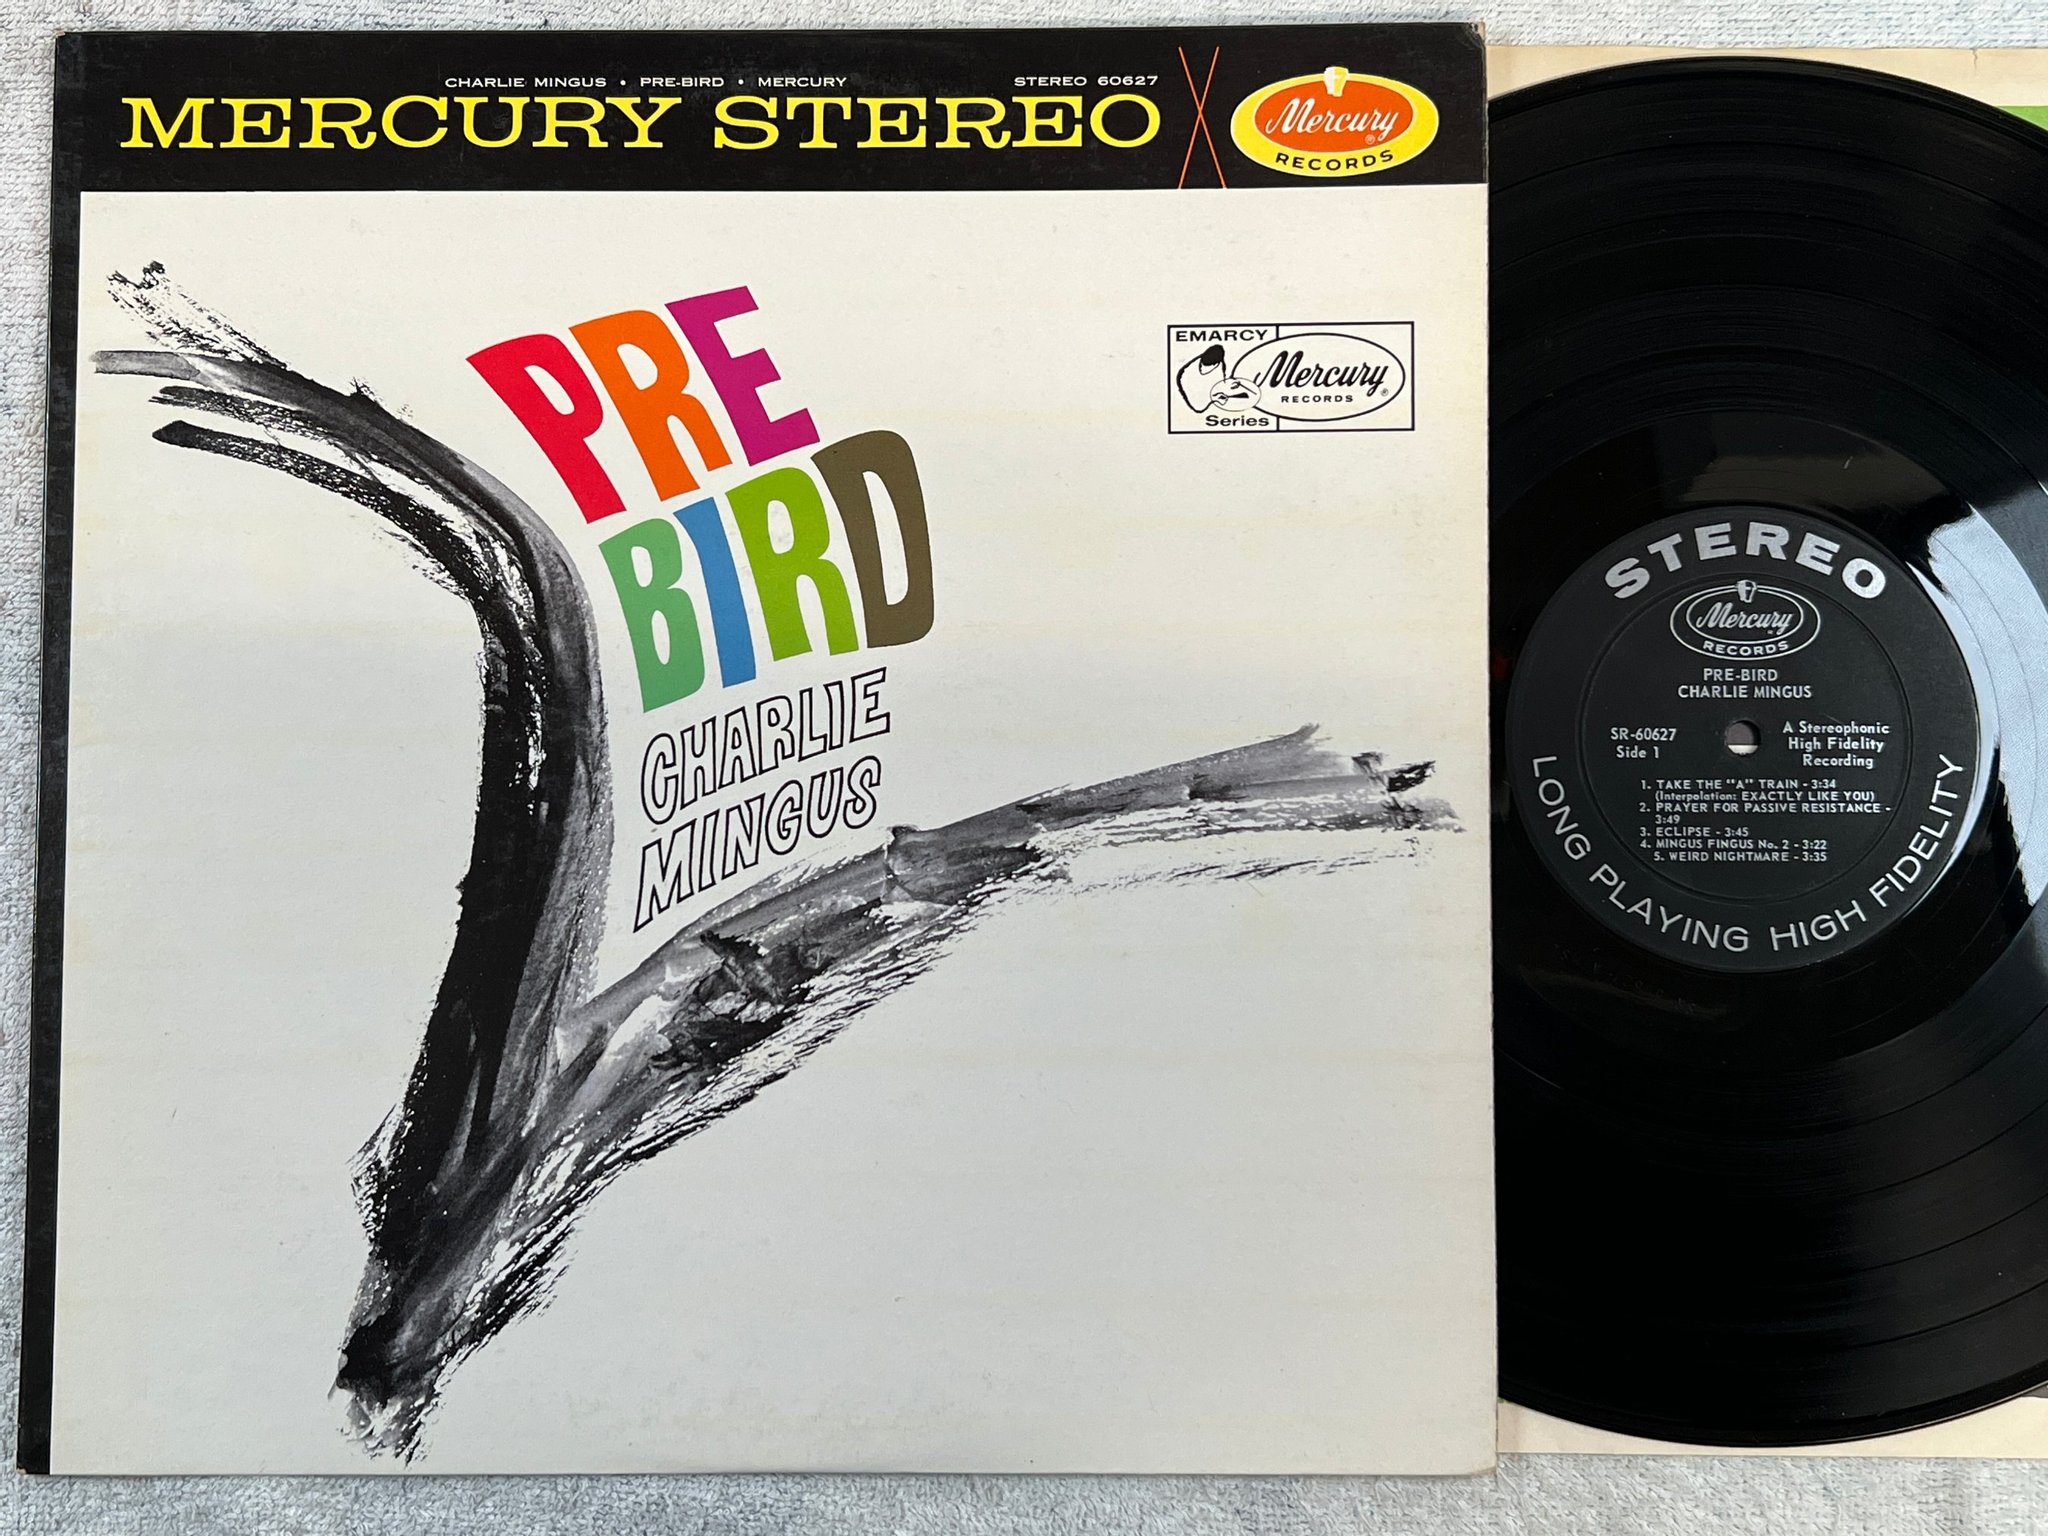 CHARLIE MINGUS • PRE-BIRD • MERCURY
STEREO 60627
MERCURY STEREO
Mercury ®
RECORDS
PRE
BIRD
CHARLIE
MINGUS
EMARCY
Series
Mercury ®
RECORDS
STEREO
Mercury
RECORDS
PRE-BIRD
CHARLIE MINGUS
SR-60627
Side 1
A Stereophonic
High Fidelity
Recording
1. TAKE THE "A" TRAIN - 3:34
(Interpolation: EXACTLY LIKE YOU)
2. PRAYER FOR PASSIVE RESISTANCE -
3:49
3. ECLIPSE - 3:45
4. MINGUS FINGUS No. 2 - 3:22
5. WEIRD NIGHTMARE - 3:35
LONG PLAYING HIGH FIDELITY